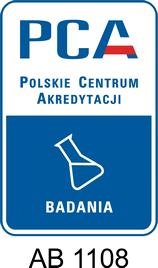 PCA
POLSKIE CENTRUM
AKREDYTACJI
BADANIA
AB 1108